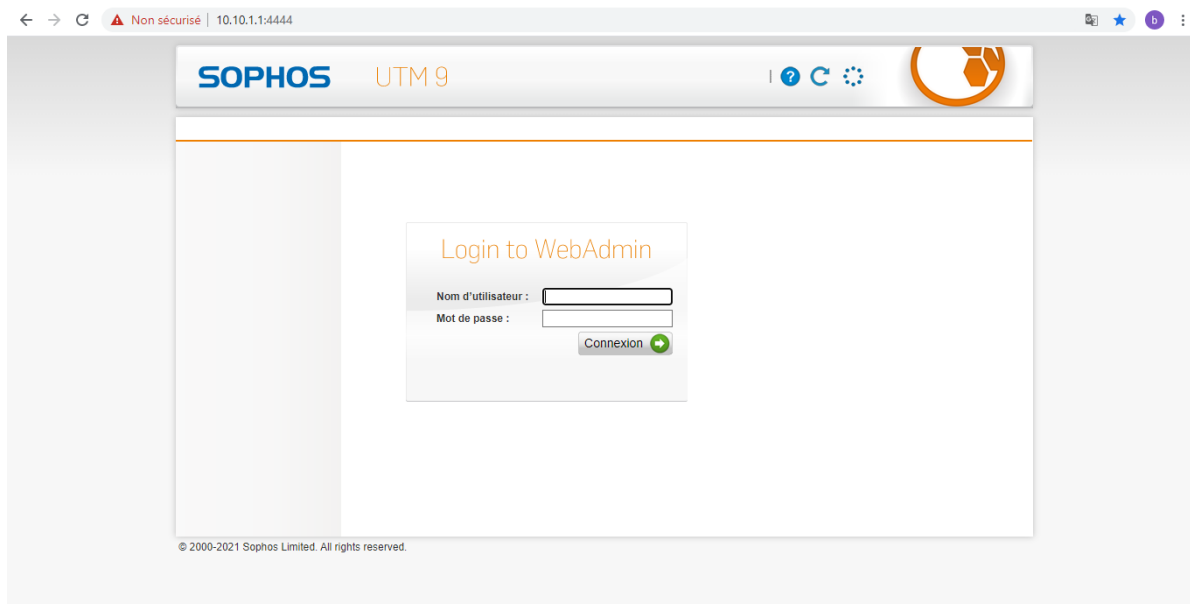 Non sécurisé | 10.10.1.1:4444
b
SOPHOS UTM 9
Login to WebAdmin
Nom d'utilisateur :
Mot de passe :
Connexion
© 2000-2021 Sophos Limited. All rights reserved.